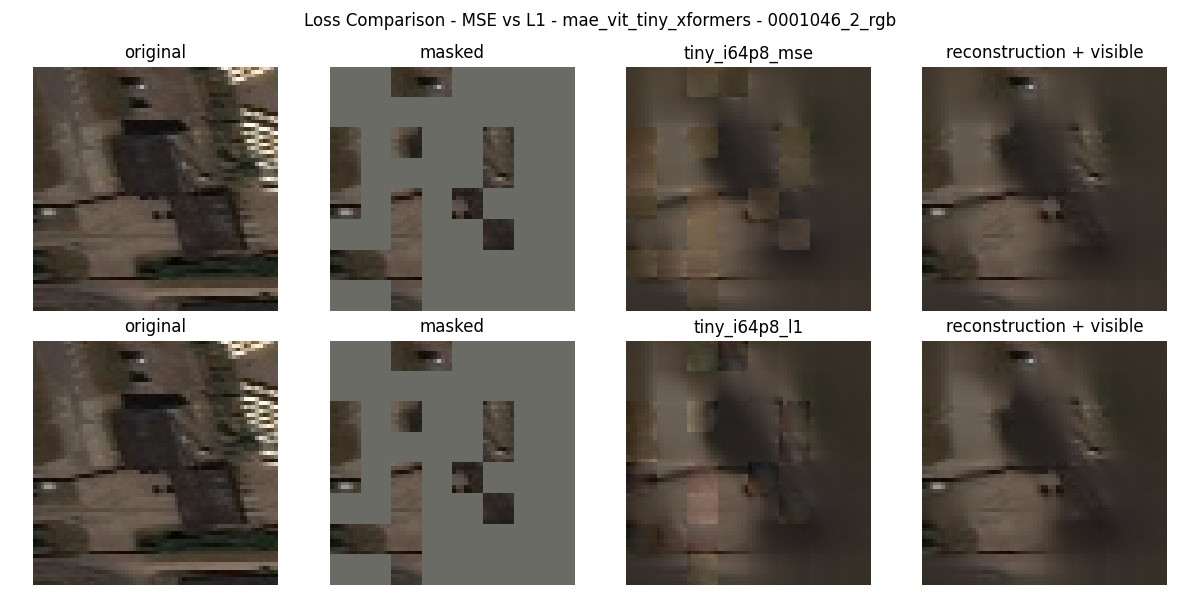 Loss Comparison - MSE vs L1 - mae_vit_tiny_xformers - 0001046_2_rgb
original masked tiny_i64p8_mse reconstruction + visible
original masked tiny_i64p8_l1 reconstruction + visible